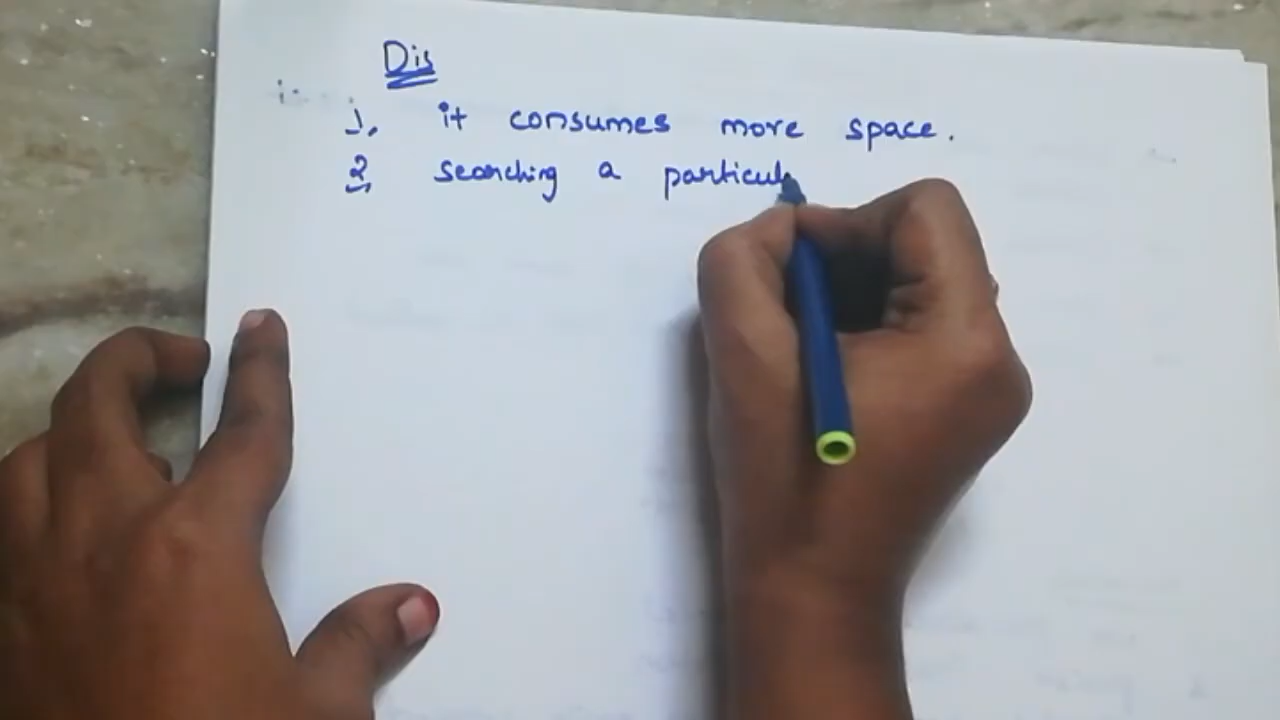 Dis
1. it consumes more space.
2 searching a particul